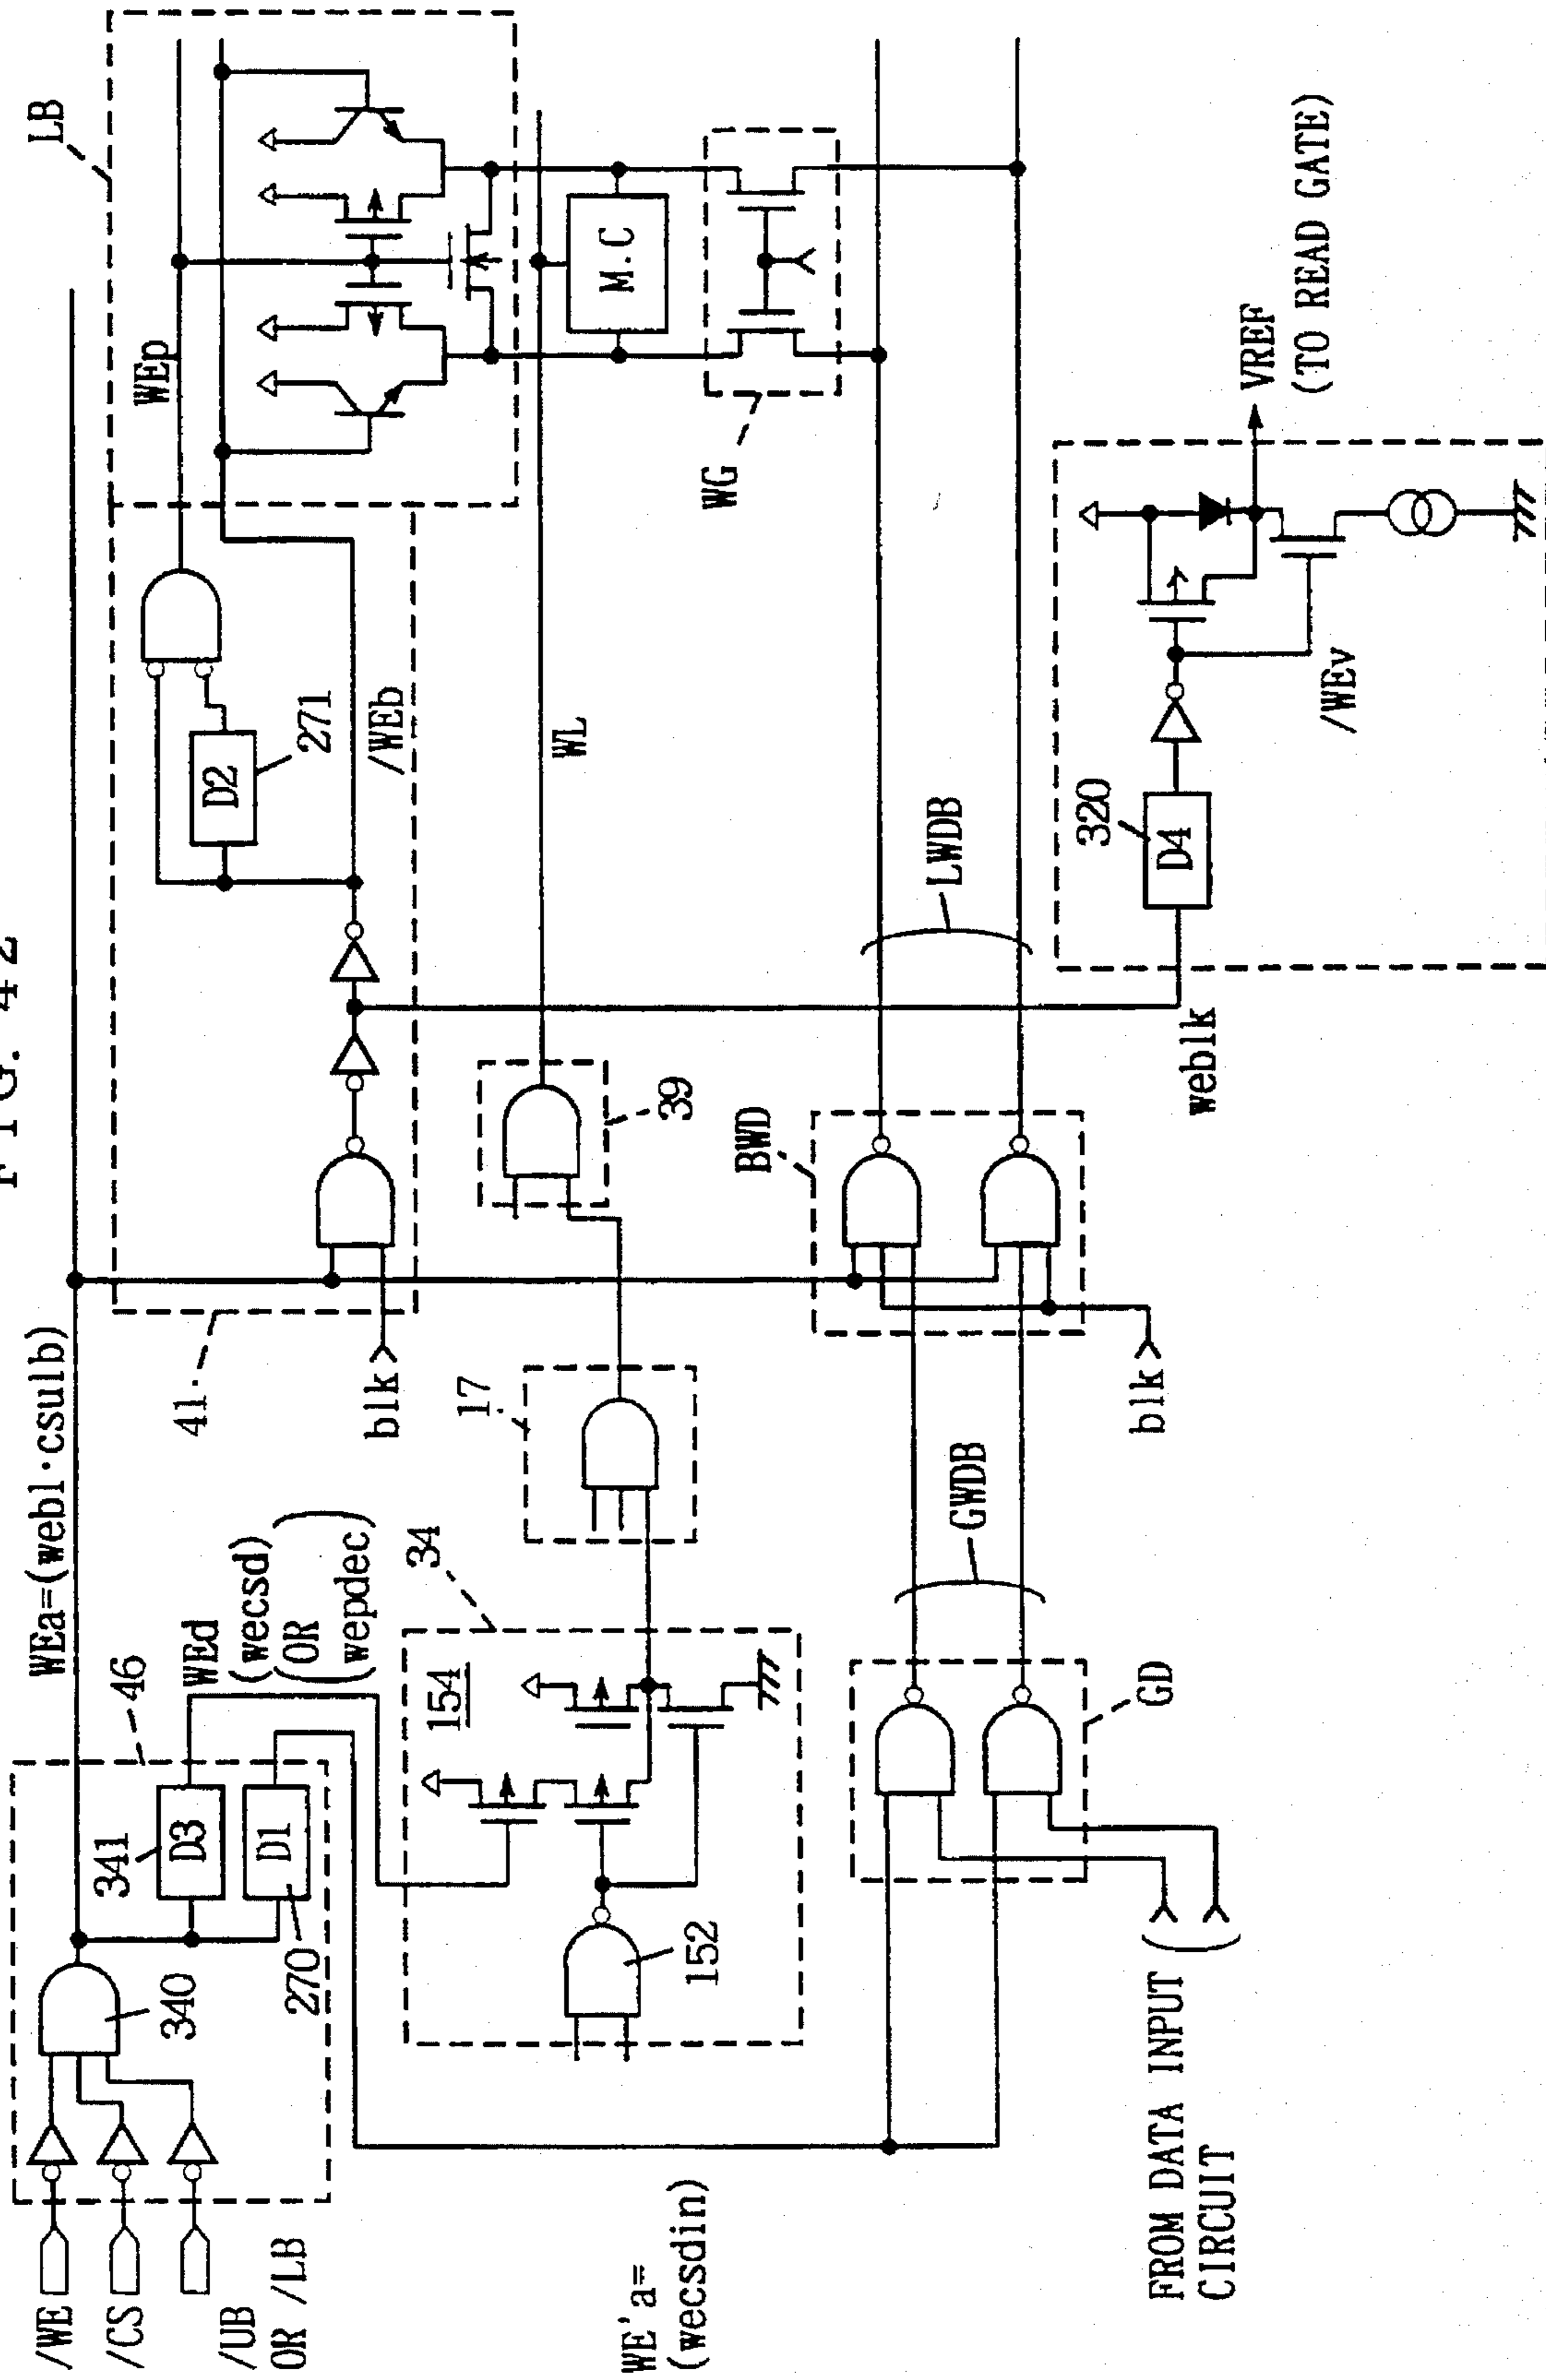 FIG. 42
/WE
/CS
/UB
OR /LB
340
341
D3
D1
270
46
WEa=(webl·csulb)
WEd
(wecsd)
(OR
wepdec)
WE'a=
(wecsdin)
34
154
152
17
39
41
blk
D2
271
/WEb
WEp
LB
WL
M.C
WG
GD
GWDB
BWD
blk
LWDB
FROM DATA INPUT
CIRCUIT
weblk
320
D4
/WEv
VREF
(TO READ GATE)